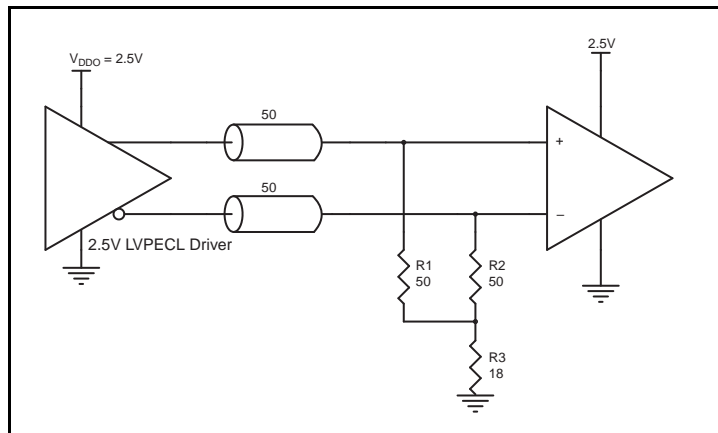 V_DDO = 2.5V
2.5V
50
+
50
–
2.5V LVPECL Driver
R1
50
R2
50
R3
18